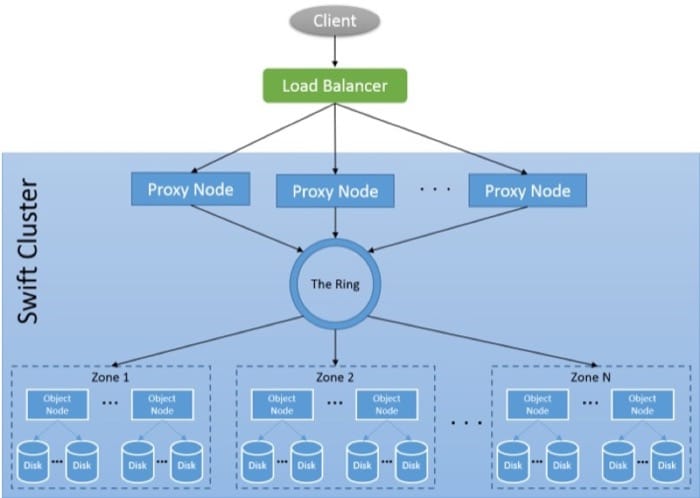 Client
Load Balancer
Swift Cluster
Proxy Node
Proxy Node
. . .
Proxy Node
The Ring
Zone 1
Object
Node
...
Object
Node
Disk
...
Disk
Disk
...
Disk
Zone 2
Object
Node
...
Object
Node
Disk
...
Disk
Disk
...
Disk
. . .
Zone N
Object
Node
...
Object
Node
Disk
...
Disk
Disk
...
Disk